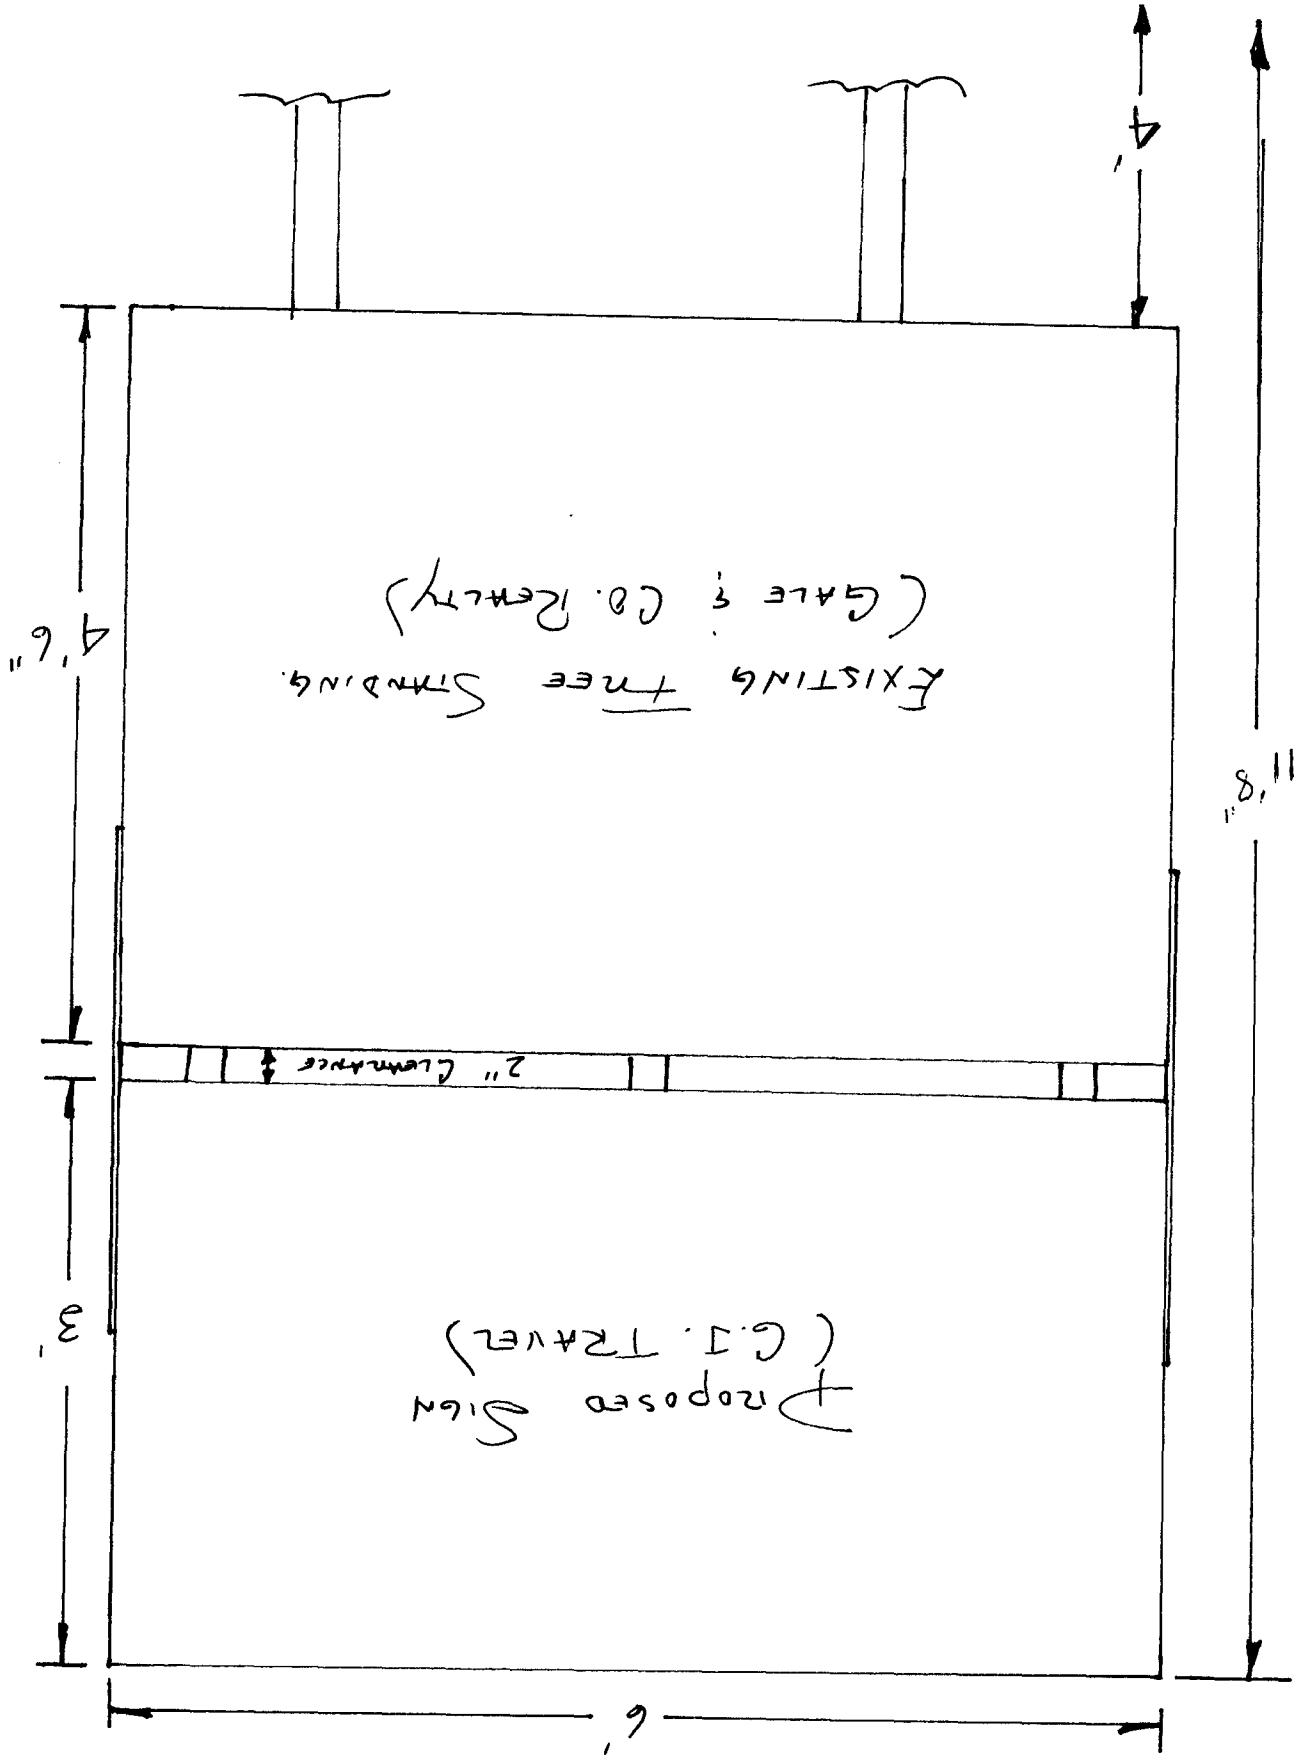 6'
PROPOSED SIGN
(G.J. TRAVEL)
3'
2" CLEARANCE
11'8"
EXISTING FREE STANDING
(GALE & CO. REALTY)
4'6"
4'